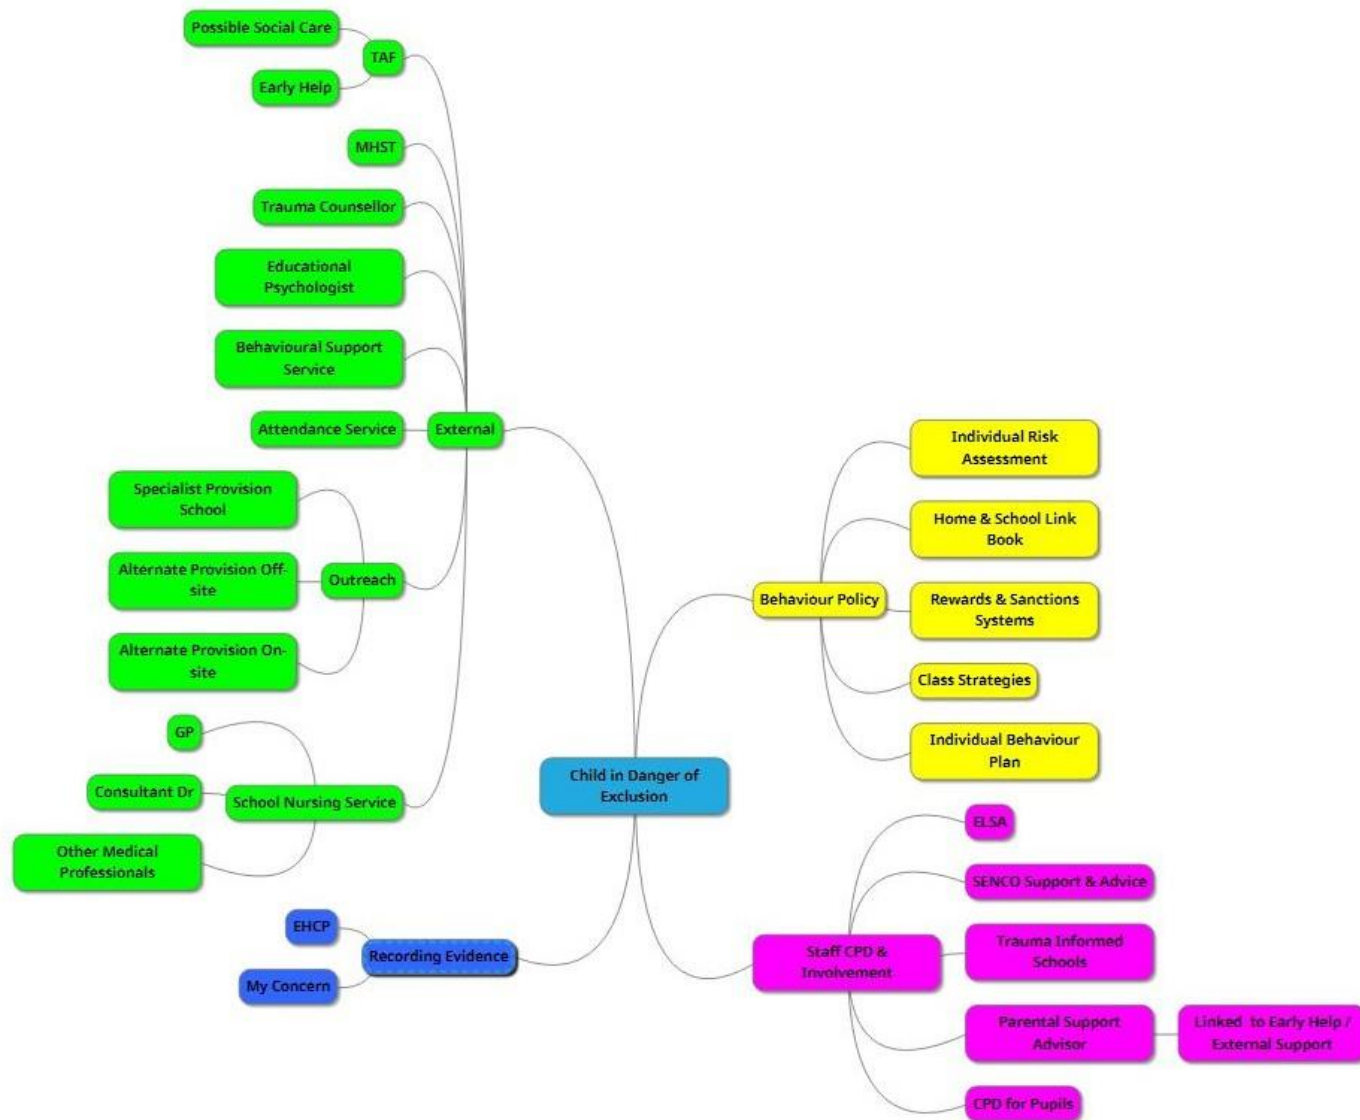 Possible Social Care
TAF
Early Help
MHST
Trauma Counsellor
Educational
Psychologist
Behavioural Support
Service
Attendance Service
External
Specialist Provision
School
Alternate Provision Off-
site
Outreach
Alternate Provision On-
site
GP
Consultant Dr
School Nursing Service
Other Medical
Professionals
EHCP
Recording Evidence
My Concern
Child in Danger of
Exclusion
Individual Risk
Assessment
Home & School Link
Book
Behaviour Policy
Rewards & Sanctions
Systems
Class Strategies
Individual Behaviour
Plan
ELSA
SENCO Support & Advice
Staff CPD &
Involvement
Trauma Informed
Schools
Parental Support
Advisor
Linked to Early Help /
External Support
CPD for Pupils